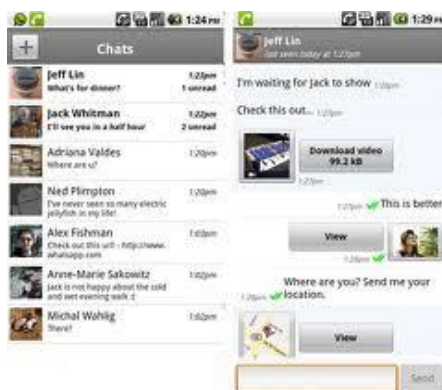 1:24 PM
Chats
Jeff Lin
1:27pm
What's for dinner?
1 unread
Jack Whitman
1:22pm
I'll see you in a half hour
2 unread
Adriana Valdes
1:20pm
Where are u?
Ned Plimpton
1:20pm
I've never seen so many electric
jellyfish in my life!
Alex Fishman
1:03pm
Check out this url! - http://www.
whatsapp.com
Anne-Marie Sakowitz
1:02pm
Jack is not happy about the cold
and wet evening walk :(
Michal Wahlig
1:02pm
There?
1:29 PM
Jeff Lin
last seen today at 1:27pm
I'm waiting for Jack to show
Check this out...
1:27pm
Download video
99.2 kB
1:27pm
1:27pm
This is better
View
1:28pm
Where are you? Send me your
1:28pm
location.
View
Send